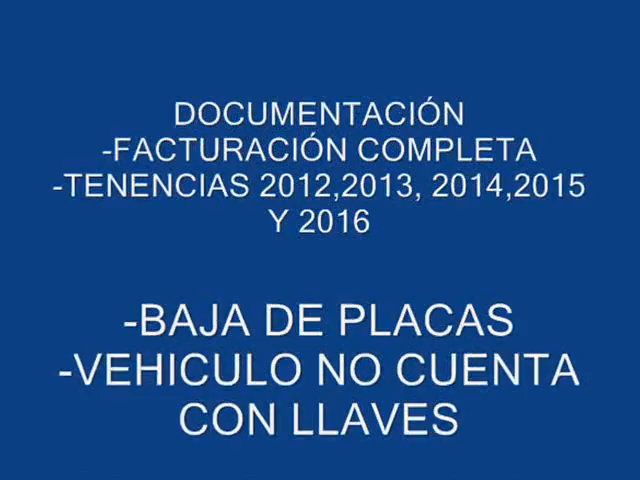 DOCUMENTACIÓN
-FACTURACIÓN COMPLETA
-TENENCIAS 2012,2013, 2014,2015
Y 2016
-BAJA DE PLACAS
-VEHICULO NO CUENTA
CON LLAVES